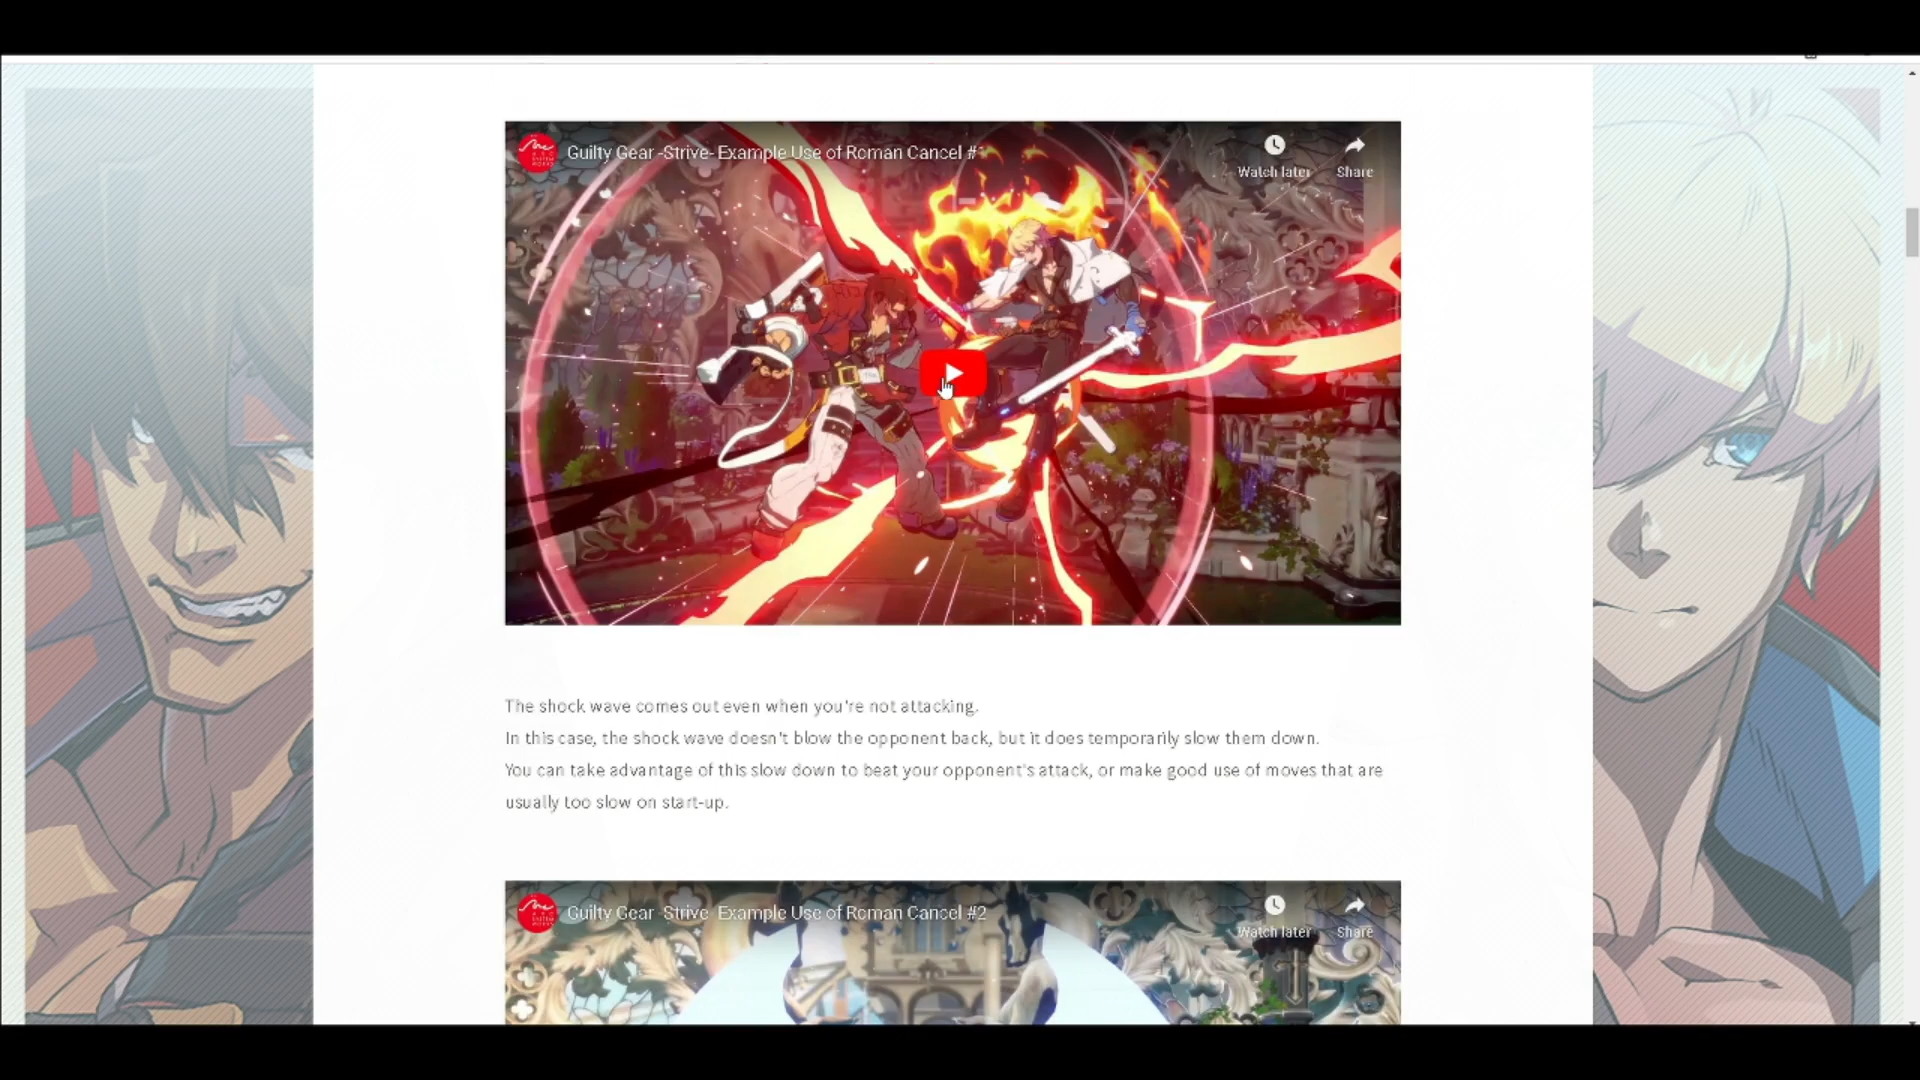 Guilty Gear -Strive- Example Use of Roman Cancel #1
Watch later
Share
The shock wave comes out even when you're not attacking.
In this case, the shock wave doesn't blow the opponent back, but it does temporarily slow them down.
You can take advantage of this slow down to beat your opponent's attack, or make good use of moves that are
usually too slow on start-up.
Guilty Gear -Strive- Example Use of Roman Cancel #2
Watch later
Share